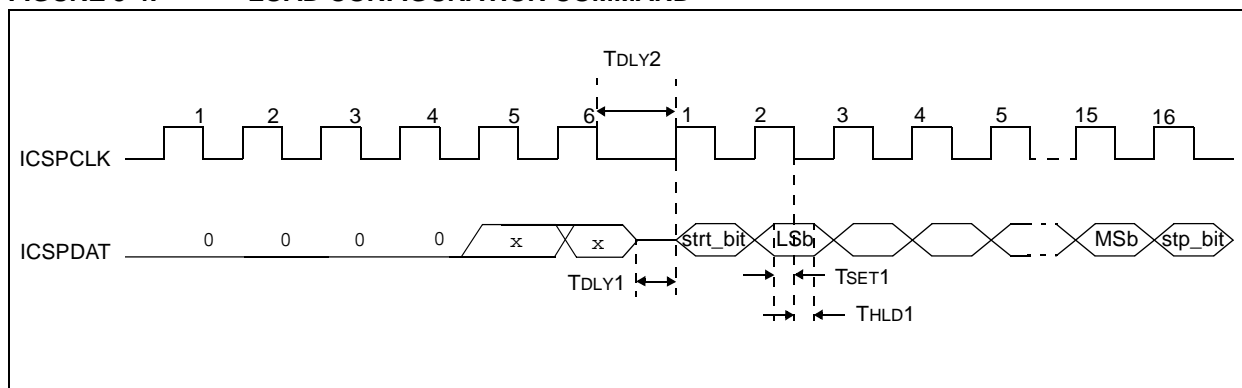 TDLY2
1 2 3 4 5 6 1 2 3 4 5 15 16
ICSPCLK
ICSPDAT
0 0 0 0 x x strt_bit LSb MSb stp_bit
TDLY1
TSET1
THLD1